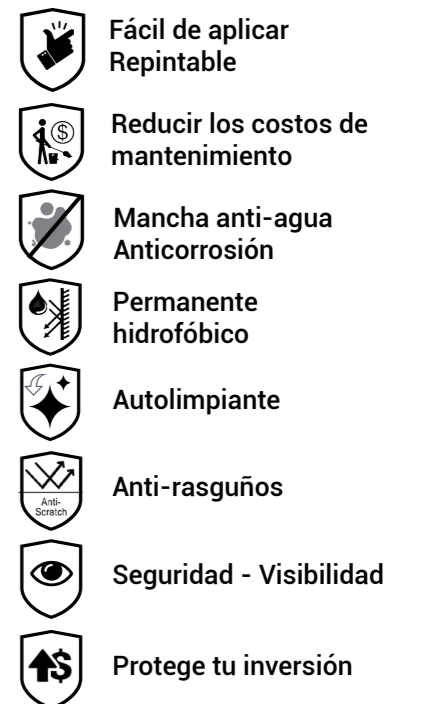 Fácil de aplicar
Repintable
$
Reducir los costos de
mantenimiento
Mancha anti-agua
Anticorrosión
Permanente
hidrofóbico
Autolimpiante
Anti-
Scratch
Anti-rasguños
Seguridad - Visibilidad
$
Protege tu inversión